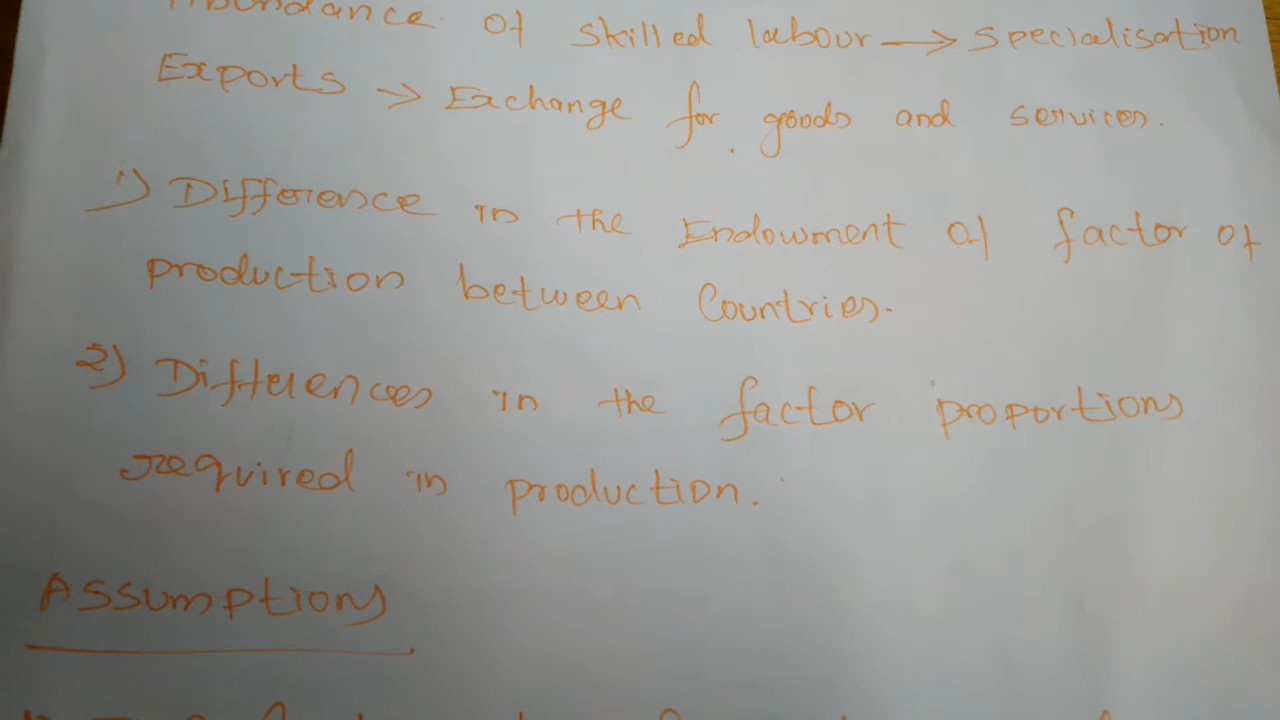 Abundance of skilled labour → specialisation
Exports → Exchange for goods and services.
1) Difference in the Endowment of factor of
production between Countries.
2) Differences in the factor proportions
required in production.
Assumptions